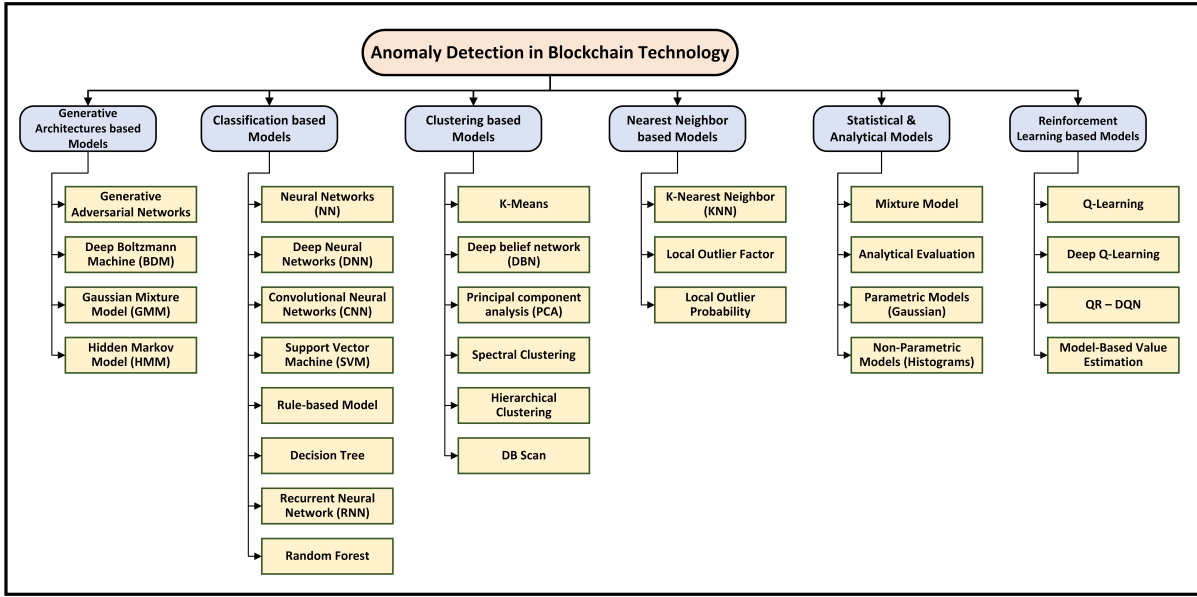 Anomaly Detection in Blockchain Technology
Generative
Architectures based
Models
Classification based
Models
Clustering based
Models
Nearest Neighbor
based Models
Statistical &
Analytical Models
Reinforcement
Learning based Models
Generative
Adversarial Networks
Deep Boltzmann
Machine (BDM)
Gaussian Mixture
Model (GMM)
Hidden Markov
Model (HMM)
Neural Networks
(NN)
Deep Neural
Networks (DNN)
Convolutional Neural
Networks (CNN)
Support Vector
Machine (SVM)
Rule-based Model
Decision Tree
Recurrent Neural
Network (RNN)
Random Forest
K-Means
Deep belief network
(DBN)
Principal component
analysis (PCA)
Spectral Clustering
Hierarchical
Clustering
DB Scan
K-Nearest Neighbor
(KNN)
Local Outlier Factor
Local Outlier
Probability
Mixture Model
Analytical Evaluation
Parametric Models
(Gaussian)
Non-Parametric
Models (Histograms)
Q-Learning
Deep Q-Learning
QR – DQN
Model-Based Value
Estimation